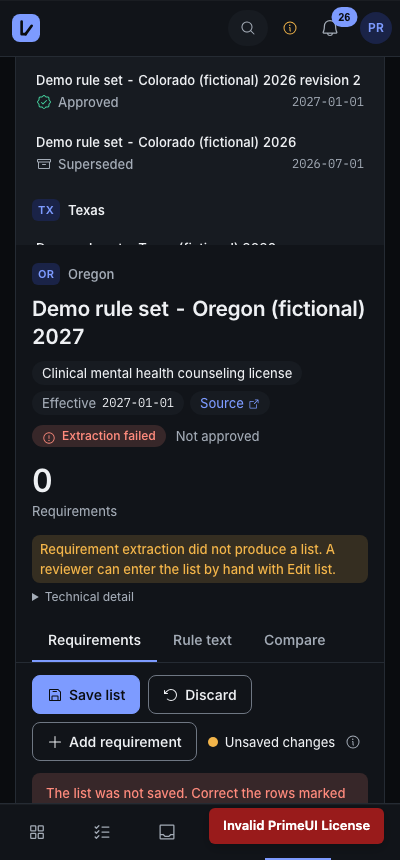 26
PR
Demo rule set - Colorado (fictional) 2026 revision 2
Approved 2027-01-01
Demo rule set - Colorado (fictional) 2026
Superseded 2026-07-01
TX Texas
OR Oregon
Demo rule set - Oregon (fictional)
2027
Clinical mental health counseling license
Effective 2027-01-01 Source
Extraction failed Not approved
0
Requirements
Requirement extraction did not produce a list. A
reviewer can enter the list by hand with Edit list.
Technical detail
Requirements Rule text Compare
Save list Discard
Add requirement Unsaved changes
The list was not saved. Correct the rows marked
Invalid PrimeUI License